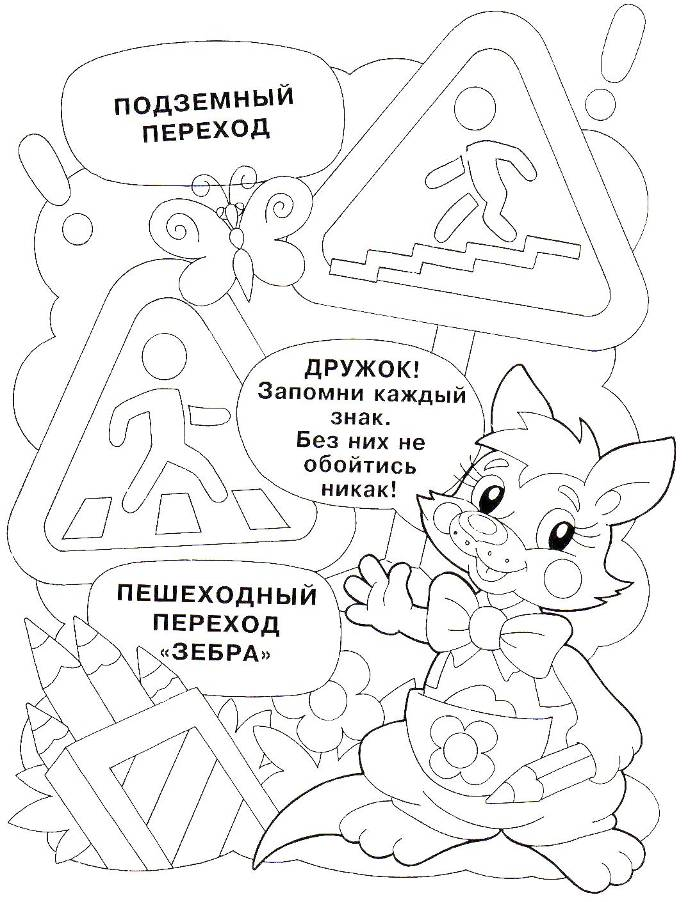 ПОДЗЕМНЫЙ
ПЕРЕХОД
ДРУЖОК!
Запомни каждый
знак.
Без них не
обойтись
никак!
ПЕШЕХОДНЫЙ
ПЕРЕХОД
«ЗЕБРА»